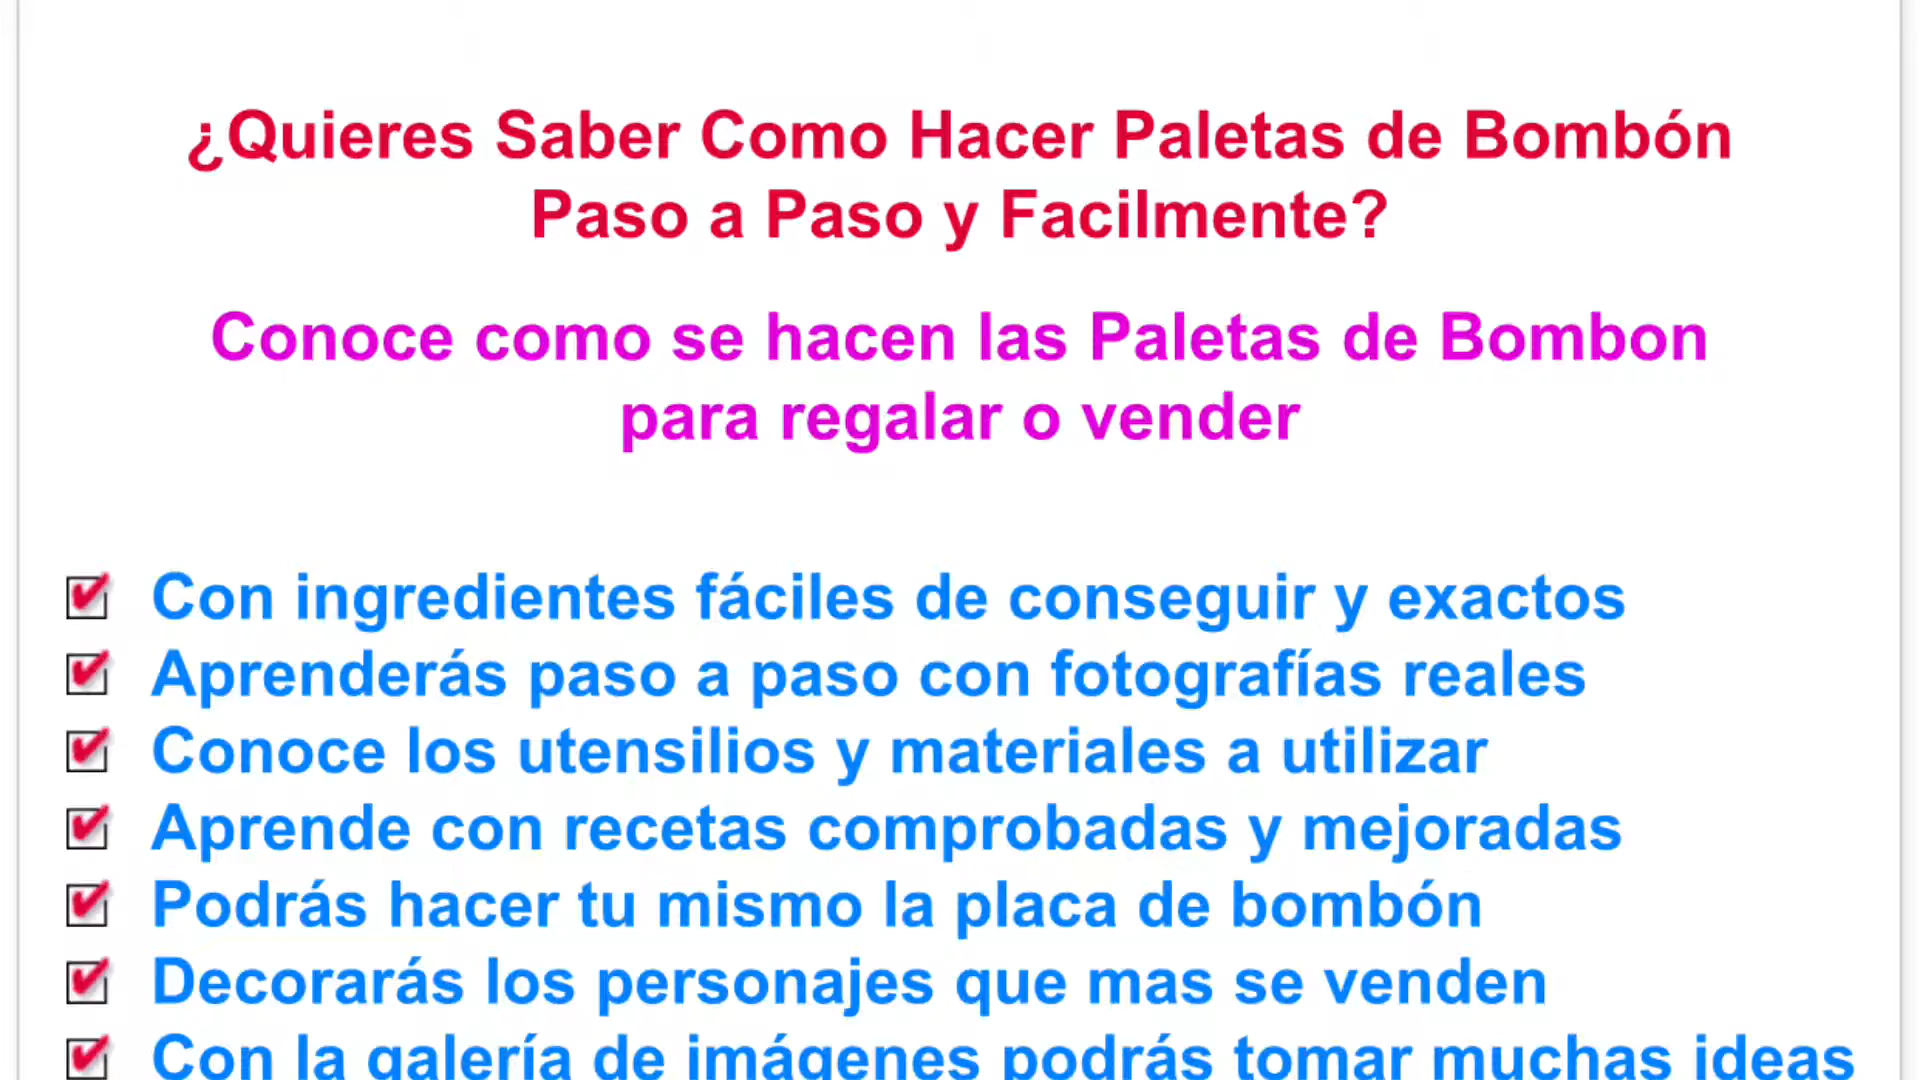 ¿Quieres Saber Como Hacer Paletas de Bombón
Paso a Paso y Facilmente?
Conoce como se hacen las Paletas de Bombon
para regalar o vender
Con ingredientes fáciles de conseguir y exactos
Aprenderás paso a paso con fotografías reales
Conoce los utensilios y materiales a utilizar
Aprende con recetas comprobadas y mejoradas
Podrás hacer tu mismo la placa de bombón
Decorarás los personajes que mas se venden
Con la galería de imágenes podrás tomar muchas ideas